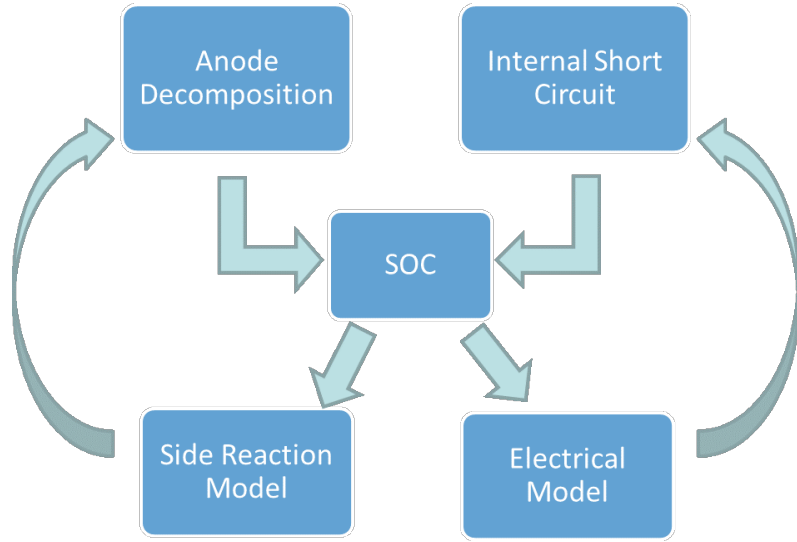 Anode
Decomposition
Internal Short
Circuit
SOC
Side Reaction
Model
Electrical
Model